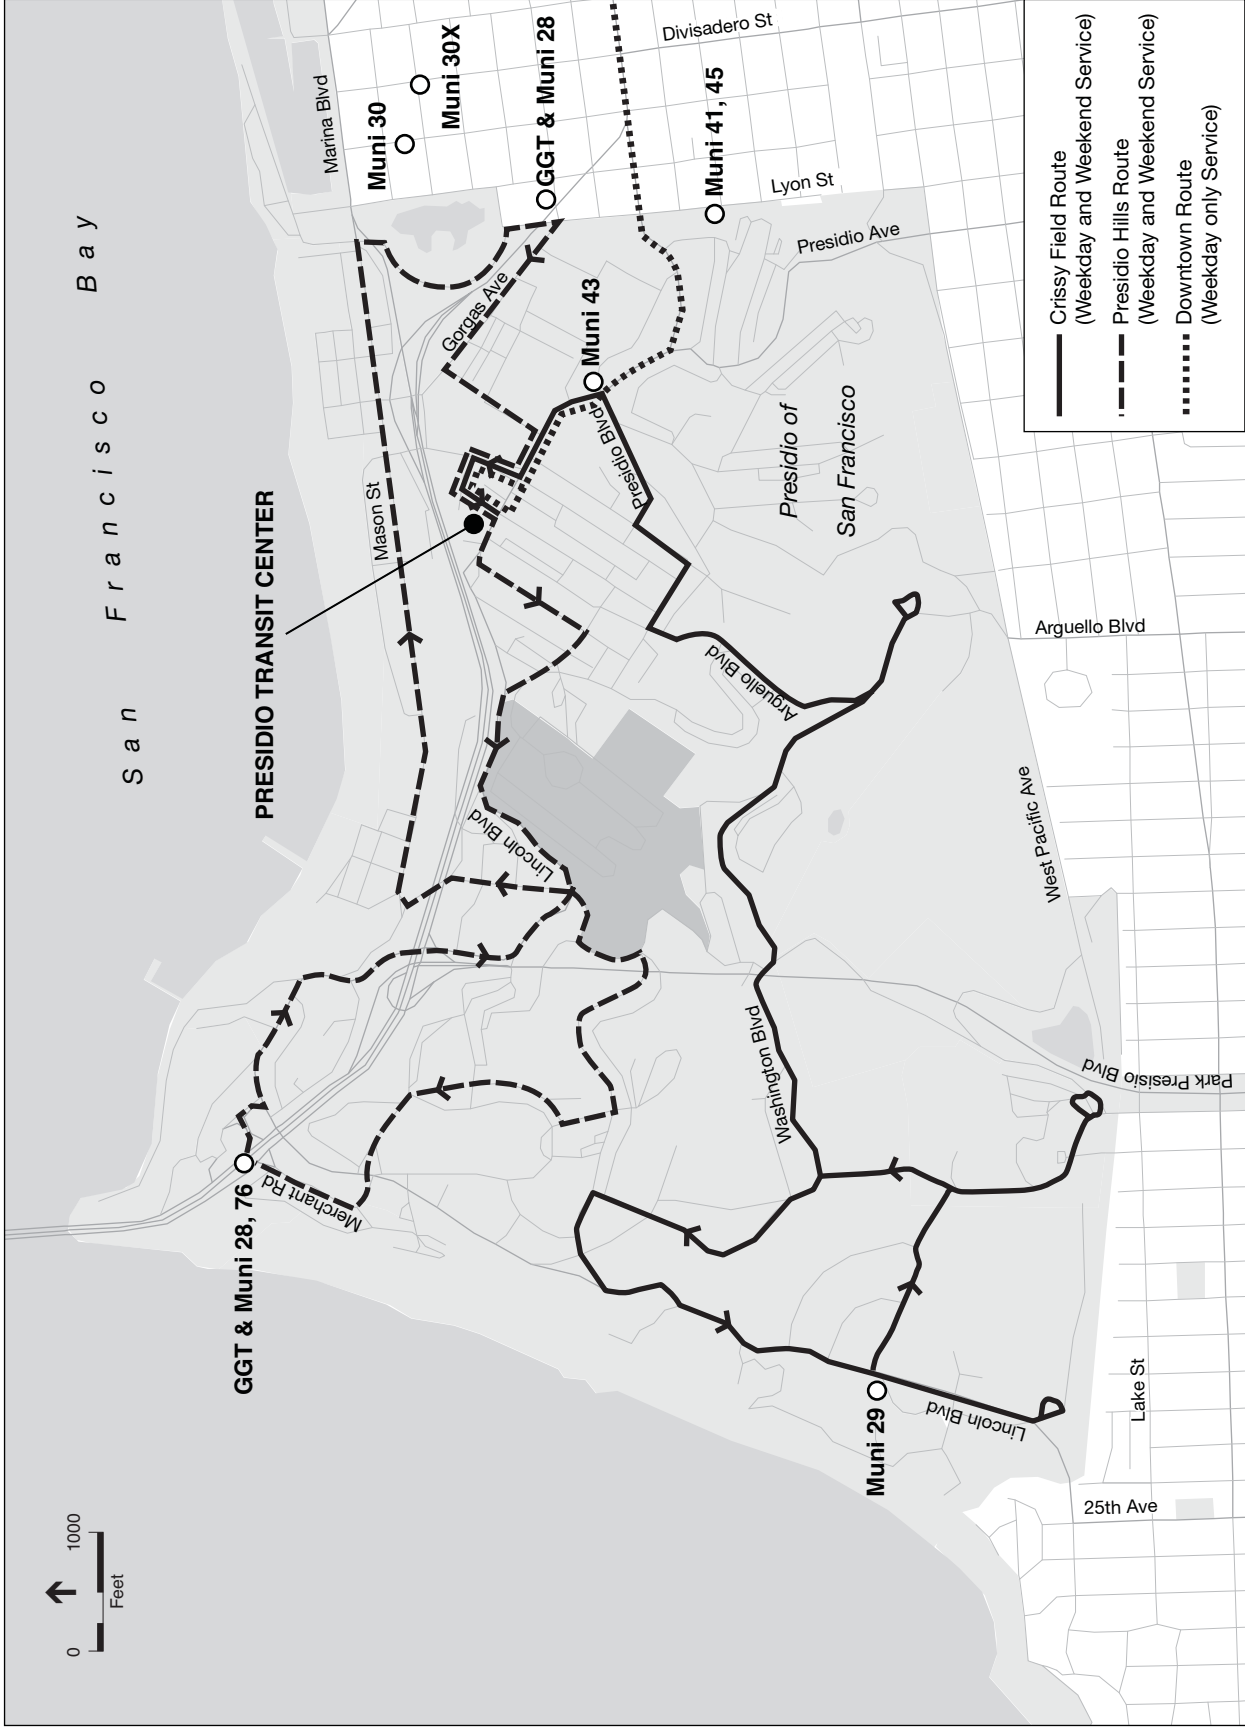 San Francisco Bay
Marina Blvd
Divisadero St
Muni 30
Muni 30X
GGT & Muni 28
Muni 41, 45
Lyon St
Presidio Ave
Gorgas Ave
Muni 43
Mason St
PRESIDIO TRANSIT CENTER
Presidio Blvd
Presidio of
San Francisco
Arguello Blvd
Arguello Blvd
Lincoln Blvd
West Pacific Ave
Washington Blvd
Park Presisio Blvd
GGT & Muni 28, 76
Merchant Rd
Muni 29
Lincoln Blvd
Lake St
25th Ave
0 1000
Feet
Crissy Field Route
(Weekday and Weekend Service)
Presidio Hills Route
(Weekday and Weekend Service)
Downtown Route
(Weekday only Service)